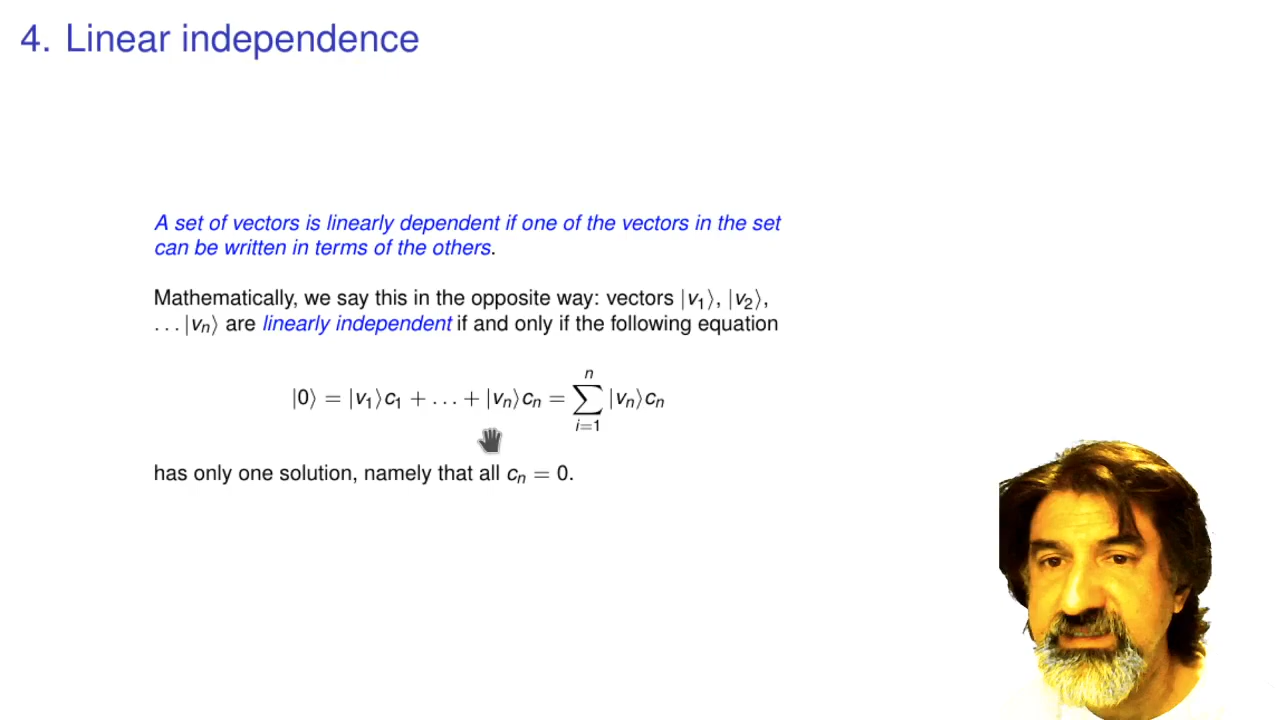 4. Linear independence
A set of vectors is linearly dependent if one of the vectors in the set
can be written in terms of the others.
Mathematically, we say this in the opposite way: vectors |v₁⟩, |v₂⟩,
…|vₙ⟩ are linearly independent if and only if the following equation
|0⟩ = |v₁⟩c₁ + … + |vₙ⟩cₙ = ∑ⁿᵢ₌₁ |vₙ⟩cₙ
has only one solution, namely that all cₙ = 0.